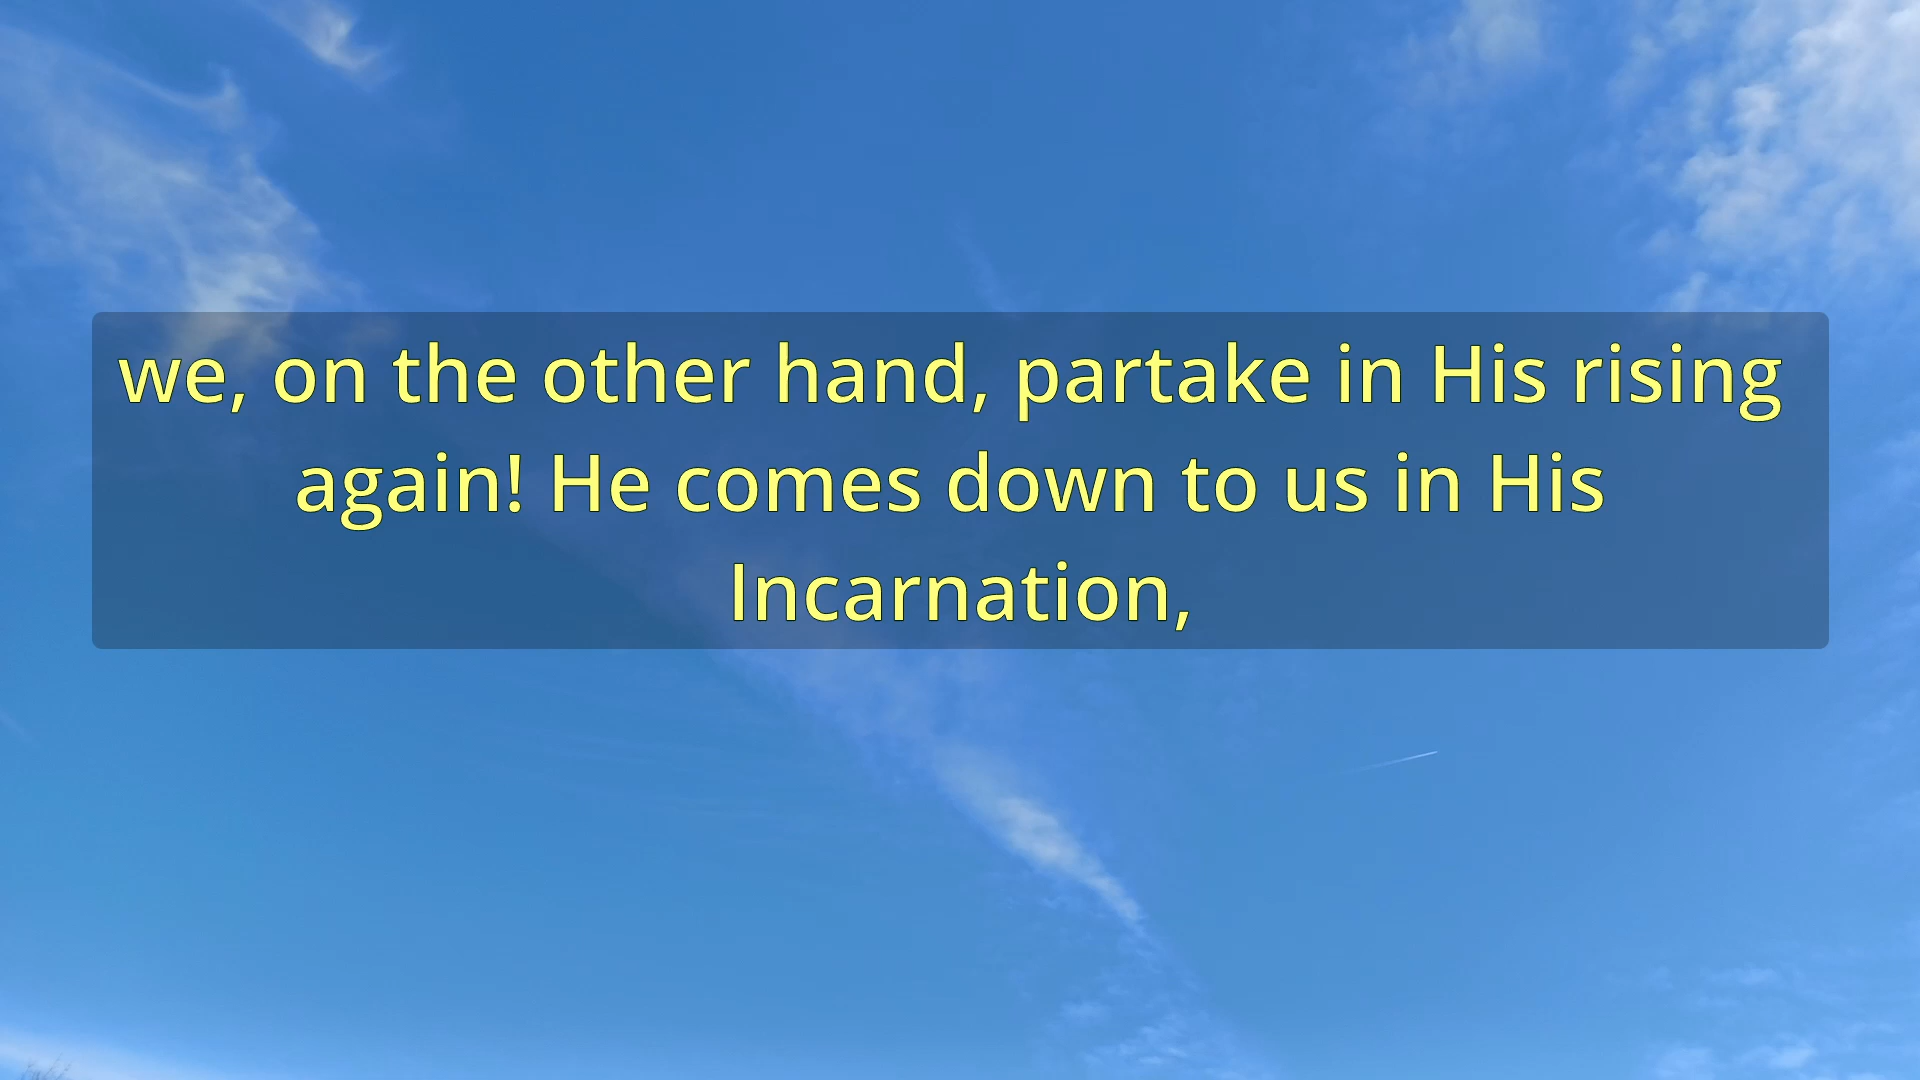 we, on the other hand, partake in His rising
again! He comes down to us in His
Incarnation,